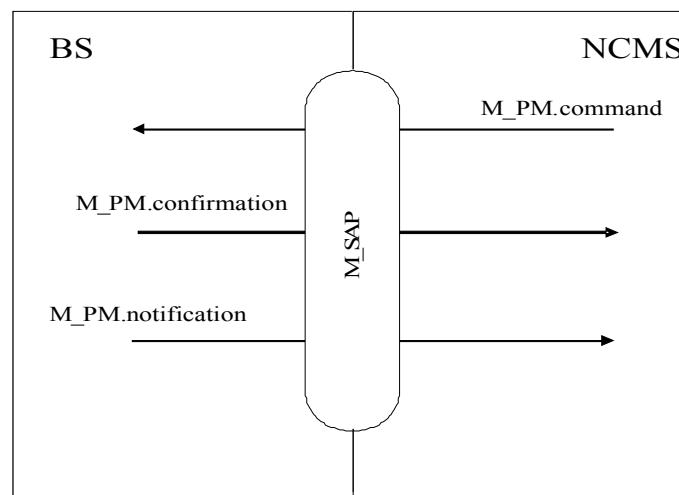 BS
NCMS
M_PM.command
M_PM.confirmation
M_SAP
M_PM.notification